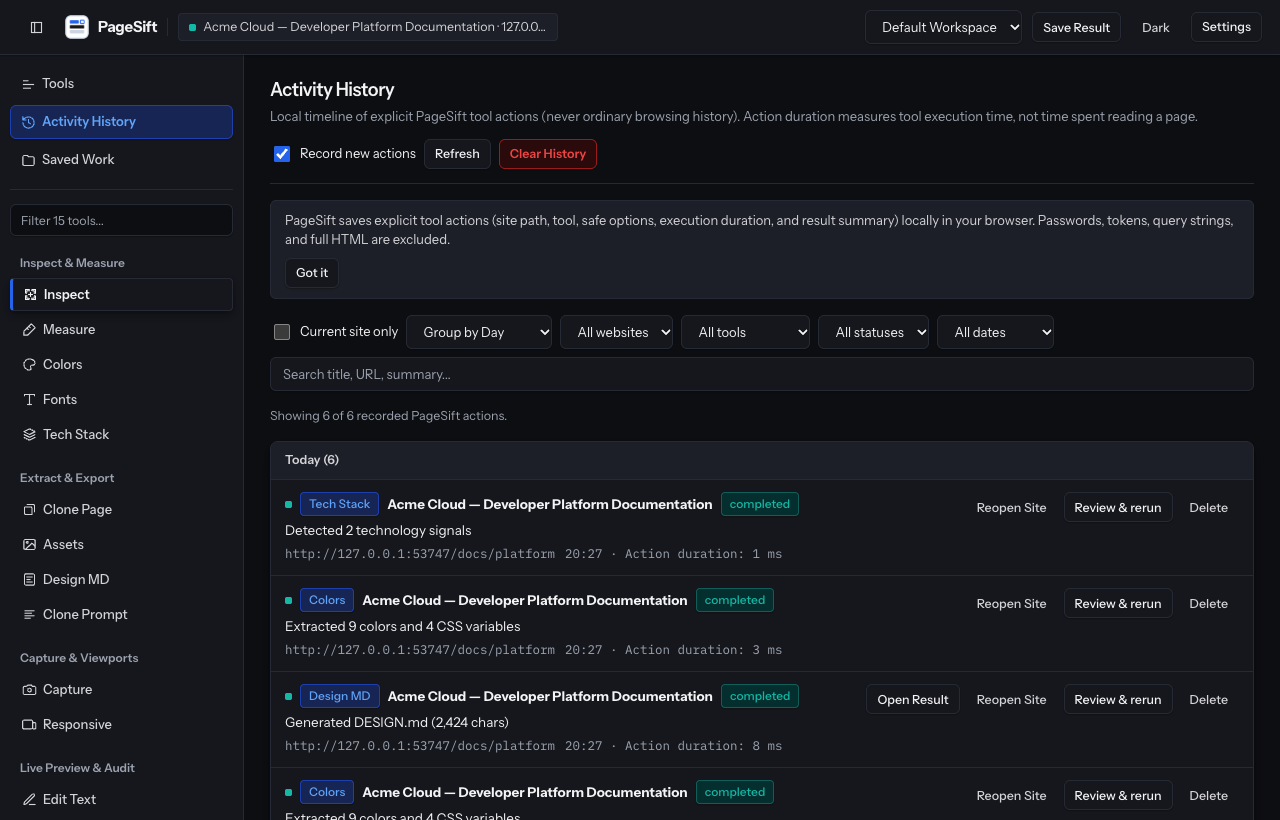 PageSift
Acme Cloud — Developer Platform Documentation · 127.0.0...
Default Workspace
Save Result
Dark
Settings
Tools
Activity History
Saved Work
Filter 15 tools...
Inspect & Measure
Inspect
Measure
Colors
Fonts
Tech Stack
Extract & Export
Clone Page
Assets
Design MD
Clone Prompt
Capture & Viewports
Capture
Responsive
Live Preview & Audit
Edit Text
Activity History
Local timeline of explicit PageSift tool actions (never ordinary browsing history). Action duration measures tool execution time, not time spent reading a page.
Record new actions
Refresh
Clear History
PageSift saves explicit tool actions (site path, tool, safe options, execution duration, and result summary) locally in your browser. Passwords, tokens, query strings,
and full HTML are excluded.
Got it
Current site only
Group by Day
All websites
All tools
All statuses
All dates
Search title, URL, summary...
Showing 6 of 6 recorded PageSift actions.
Today (6)
Tech Stack Acme Cloud — Developer Platform Documentation completed
Reopen Site Review & rerun Delete
Detected 2 technology signals
http://127.0.0.1:53747/docs/platform 20:27 · Action duration: 1 ms
Colors Acme Cloud — Developer Platform Documentation completed
Reopen Site Review & rerun Delete
Extracted 9 colors and 4 CSS variables
http://127.0.0.1:53747/docs/platform 20:27 · Action duration: 3 ms
Design MD Acme Cloud — Developer Platform Documentation completed
Open Result Reopen Site Review & rerun Delete
Generated DESIGN.md (2,424 chars)
http://127.0.0.1:53747/docs/platform 20:27 · Action duration: 8 ms
Colors Acme Cloud — Developer Platform Documentation completed
Reopen Site Review & rerun Delete
Extracted 9 colors and 4 CSS variables